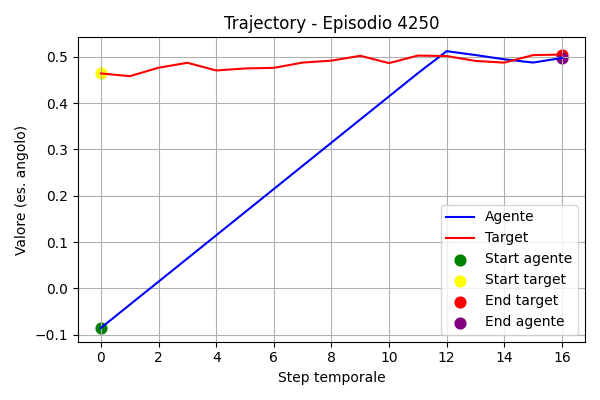 Trajectory - Episodio 4250
Valore (es. angolo)
0.5
0.4
0.3
0.2
0.1
0.0
−0.1
0 2 4 6 8 10 12 14 16
Step temporale
Agente
Target
Start agente
Start target
End target
End agente